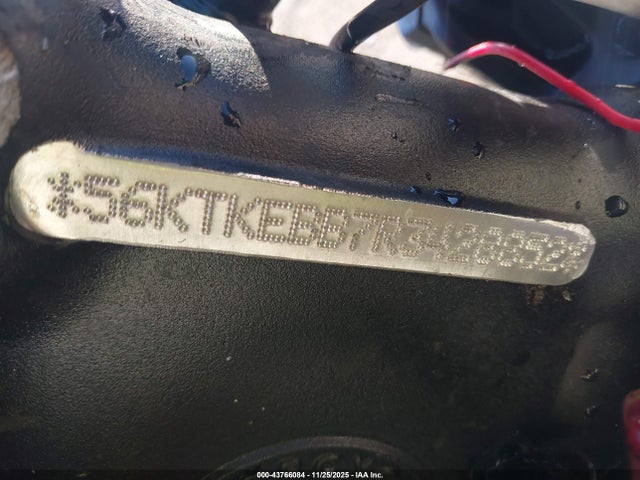 *56KTKEBB7R3428852*
000-43766084 - 11/25/2025 - IAA Inc.